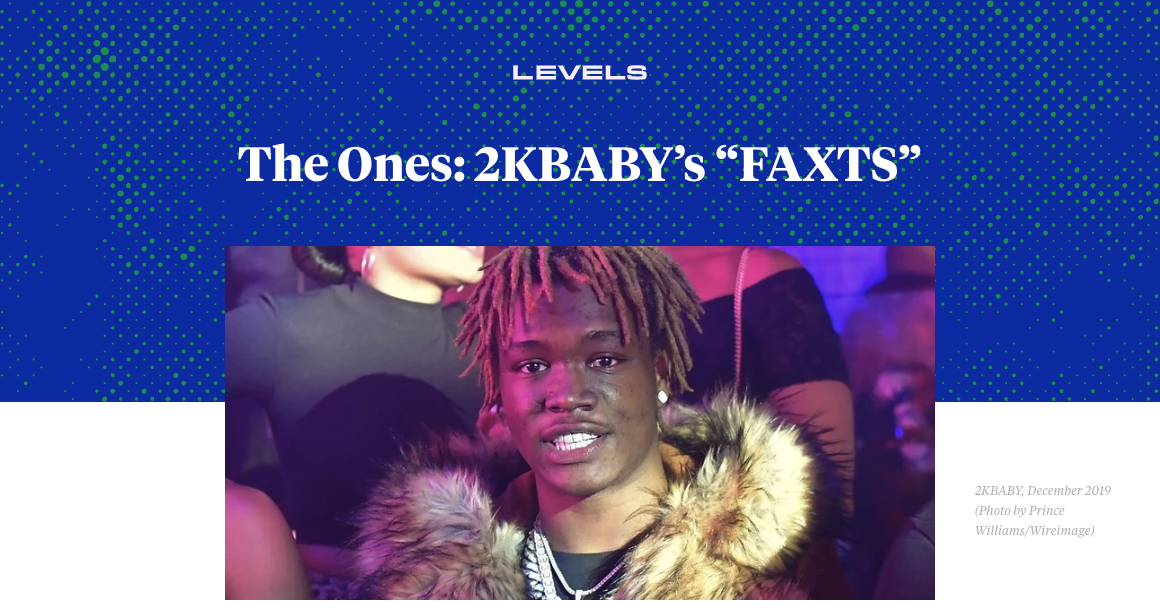 LEVELS
The Ones: 2KBABY’s “FAXTS”
2KBABY, December 2019
(Photo by Prince
Williams/Wireimage)